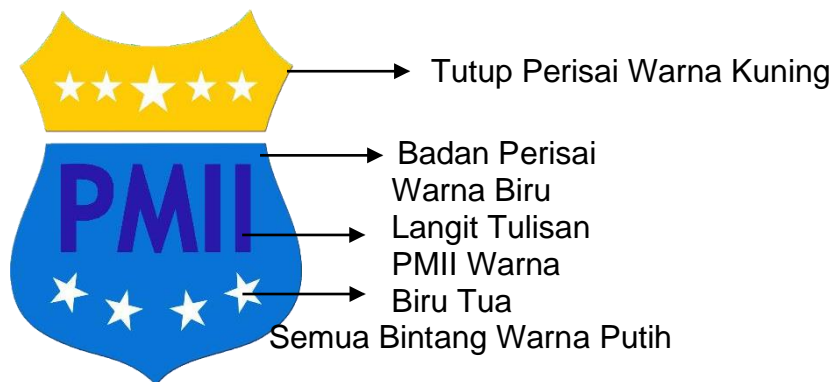 Tutup Perisai Warna Kuning
Badan Perisai
Warna Biru
PMII
Langit Tulisan
PMII Warna
Biru Tua
Semua Bintang Warna Putih